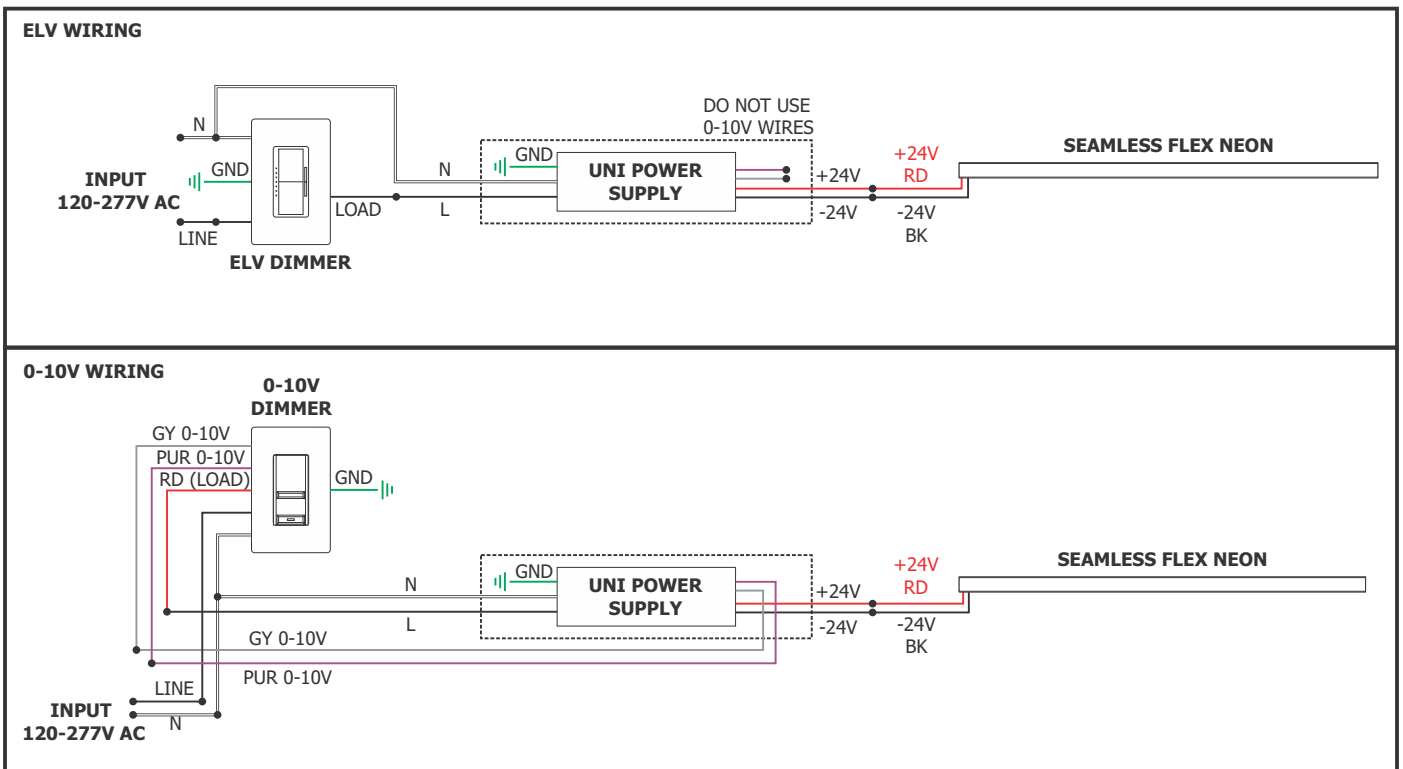 ELV WIRING
DO NOT USE
0-10V WIRES
N
GND
INPUT
120-277V AC
LINE
LOAD
ELV DIMMER
N
L
GND
UNI POWER
SUPPLY
+24V
-24V
+24V
RD
-24V
BK
SEAMLESS FLEX NEON
0-10V WIRING
0-10V
DIMMER
GY 0-10V
PUR 0-10V
RD (LOAD)
GND
N
L
GY 0-10V
PUR 0-10V
LINE
INPUT
120-277V AC
N
GND
UNI POWER
SUPPLY
+24V
-24V
+24V
RD
-24V
BK
SEAMLESS FLEX NEON